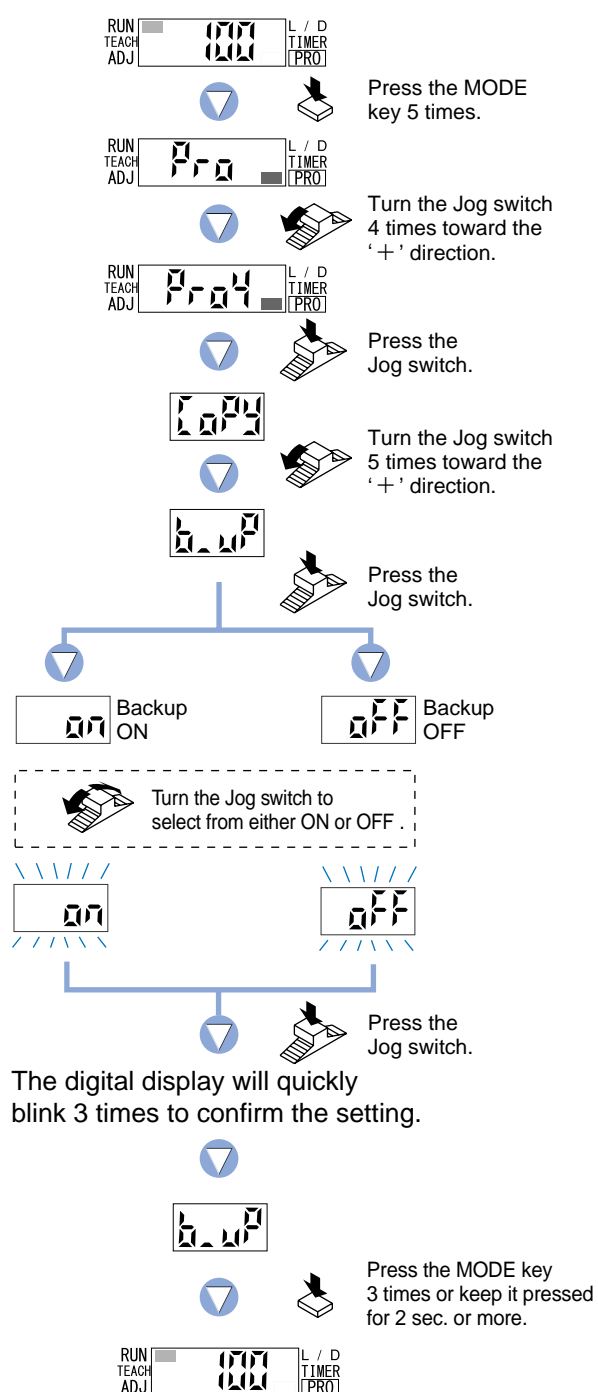 RUN
TEACH
ADJ
100
L / D
TIMER
PRO
Press the MODE
key 5 times.
RUN
TEACH
ADJ
Pro
L / D
TIMER
PRO
Turn the Jog switch
4 times toward the
‘＋’ direction.
RUN
TEACH
ADJ
Pro4
L / D
TIMER
PRO
Press the
Jog switch.
CoPy
Turn the Jog switch
5 times toward the
‘＋’ direction.
b_uP
Press the
Jog switch.
on
Backup
ON
oFF
Backup
OFF
Turn the Jog switch to
select from either ON or OFF .
on
oFF
Press the
Jog switch.
The digital display will quickly
blink 3 times to confirm the setting.
b_uP
Press the MODE key
3 times or keep it pressed
for 2 sec. or more.
RUN
TEACH
ADJ
100
L / D
TIMER
PRO